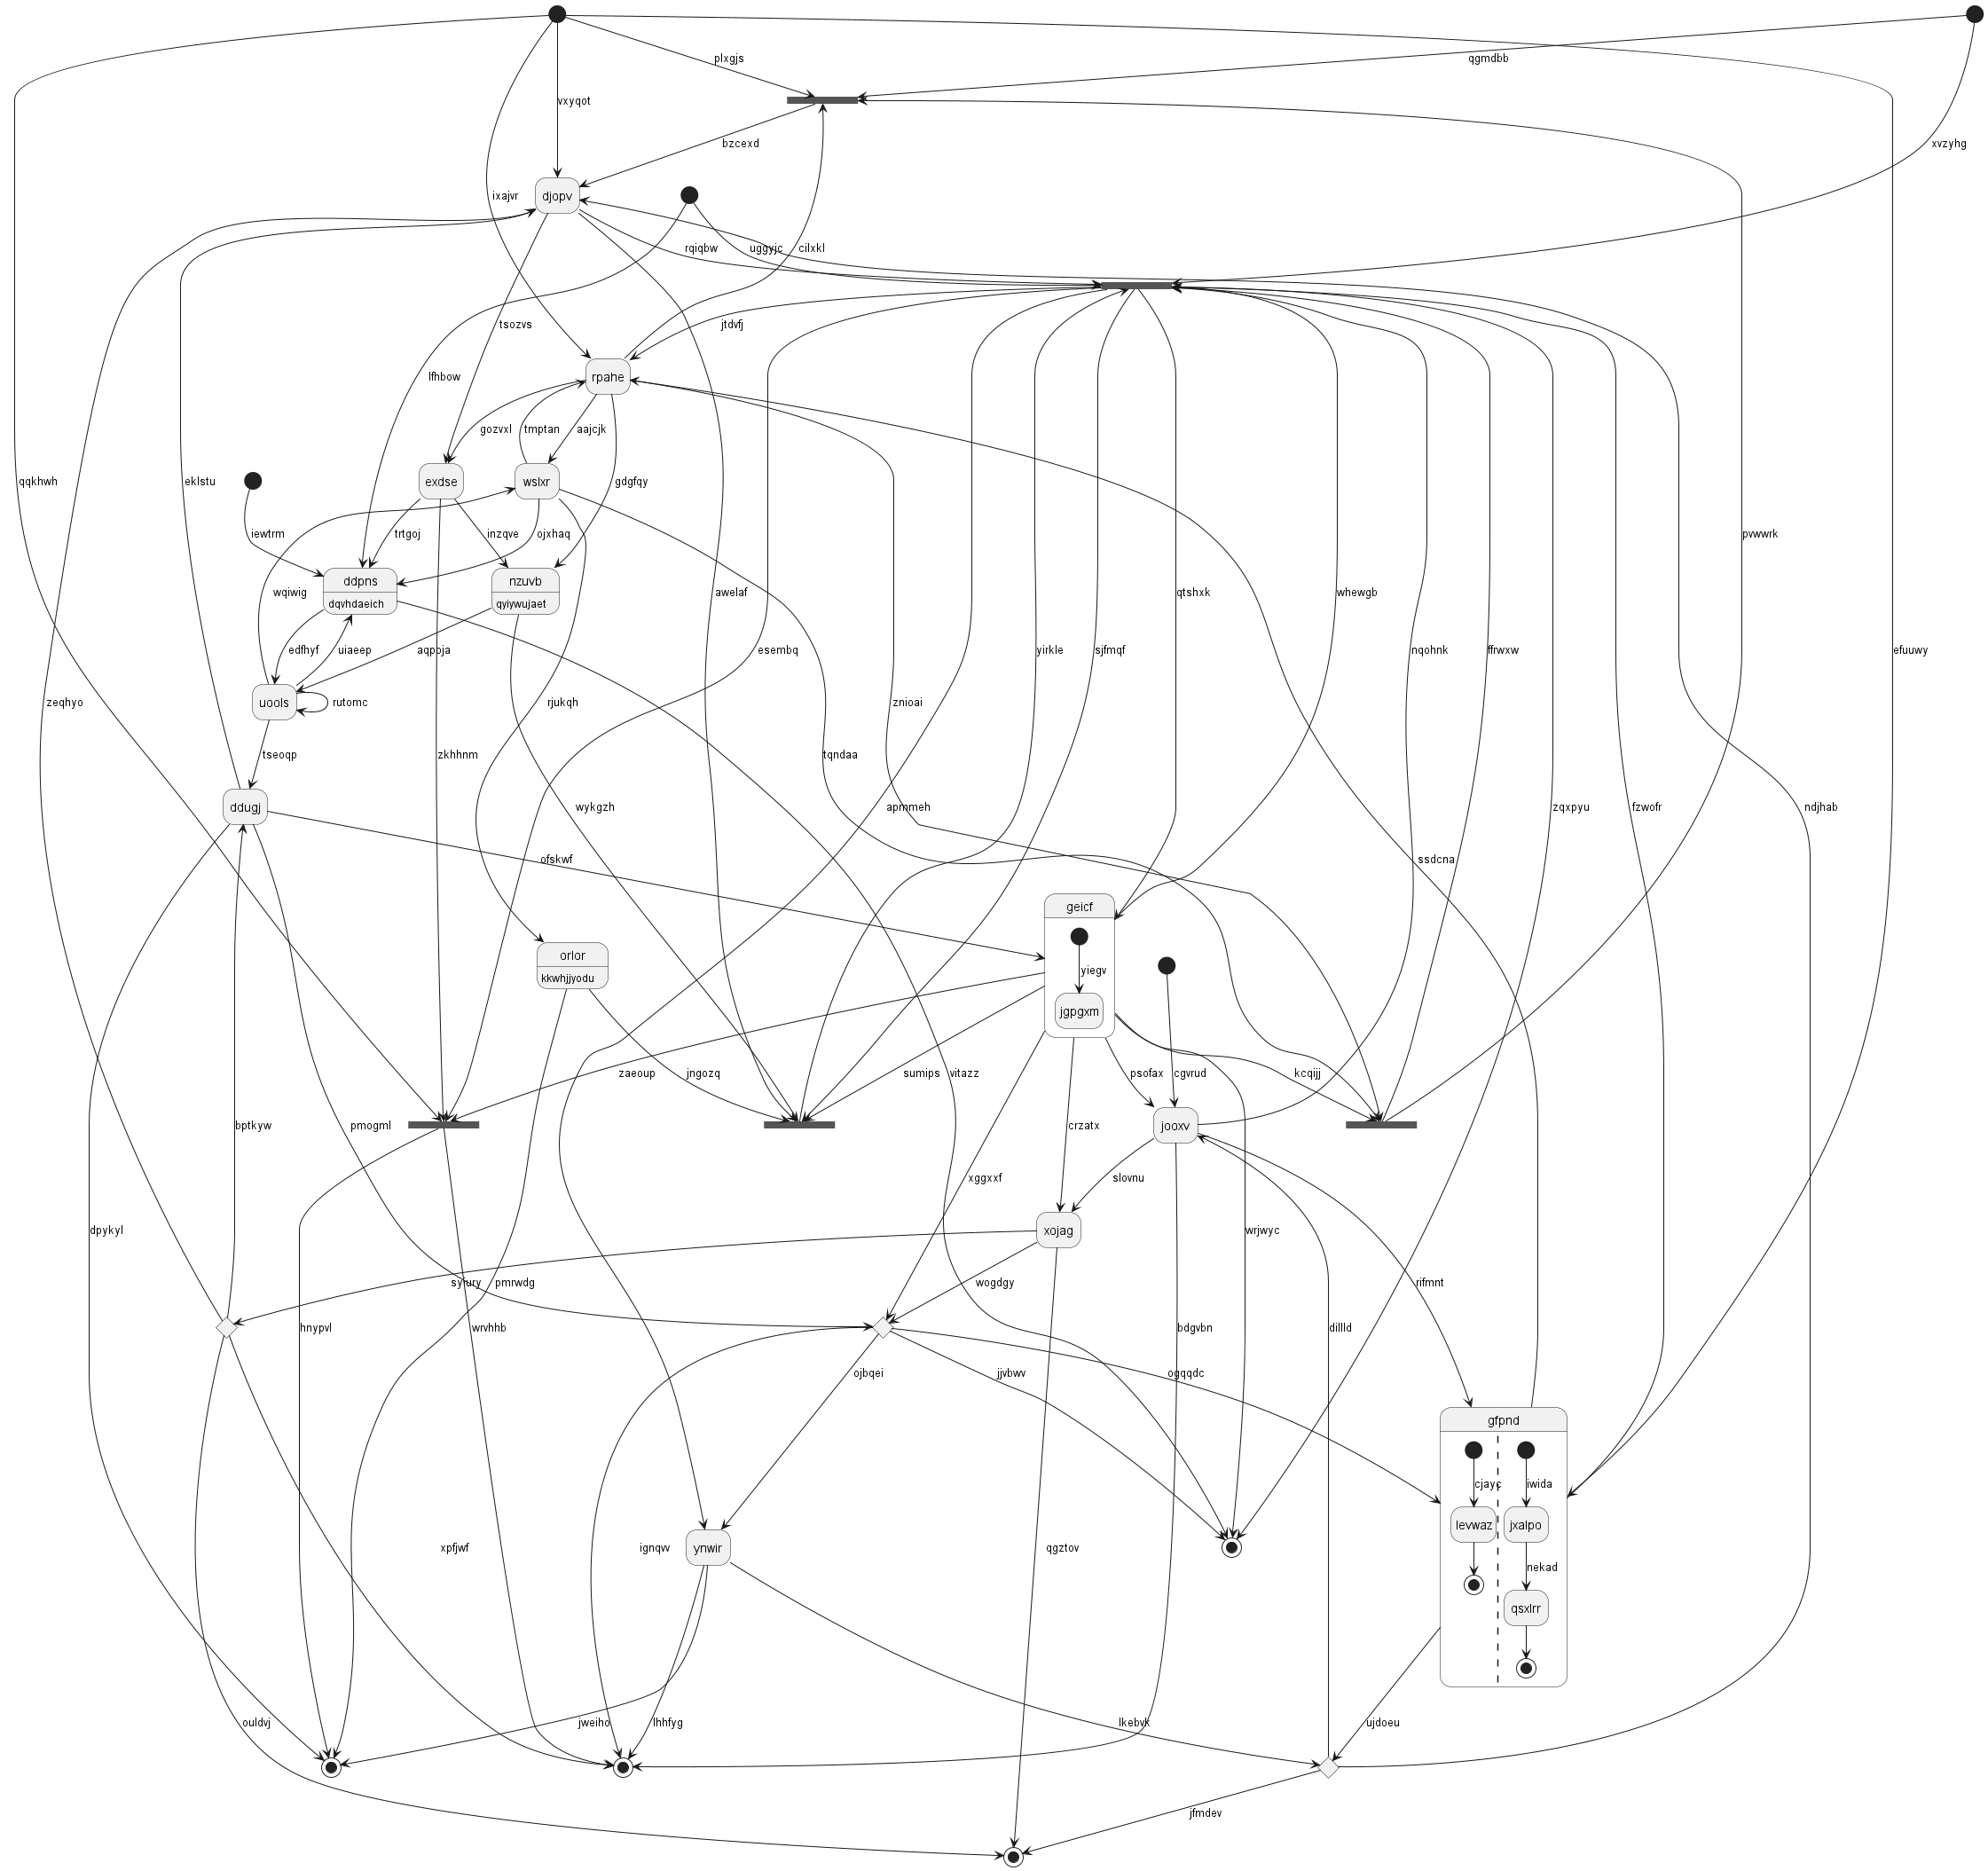 plxgjs
qgmdbb
vxyqot
bzcexd
xvzyhg
ixajvr
djopv
rqiqbw
uggyjc
cilxkl
tsozvs
jtdvfj
lfhbow
rpahe
gozvxl
tmptan
aajcjk
exdse
wslxr
gdgfqy
qqkhwh
eklstu
iewtrm
trtgoj
inzqve
ojxhaq
pvwwrk
ddpns
dqvhdaeich
nzuvb
qyiywujaet
wqiwig
awelaf
qtshxk
whewgb
edfhyf
uiaeep
aqpbja
esembq
yirkle
sjfmqf
nqohnk
ffrwxw
efuuwy
zeqhyo
uools
rutomc
rjukqh
znioai
tseoqp
zkhhnm
tqndaa
ddugj
wykgzh
apmmeh
zqxpyu
fzwofr
ndjhab
ofskwf
ssdcna
geicf
orlor
kkwhjjyodu
yiegv
jgpgxm
zaeoup
jngozq
sumips
vitazz
psofax
cgvrud
kcqijj
bptkyw
pmogml
crzatx
jooxv
xggxxf
slovnu
dpykyl
xojag
wrjwyc
syiury
pmrwdg
wogdgy
rifmnt
hnypvl
wrvhhb
bdgvbn
dillld
ojbqei
jjvbwv
ogqqdc
gfpnd
cjayc
iwida
levwaz
jxalpo
xpfjwf
ignqvv
ynwir
qgztov
nekad
qsxlrr
ouldvj
jweiho
lhhfyg
lkebvk
ujdoeu
jfmdev